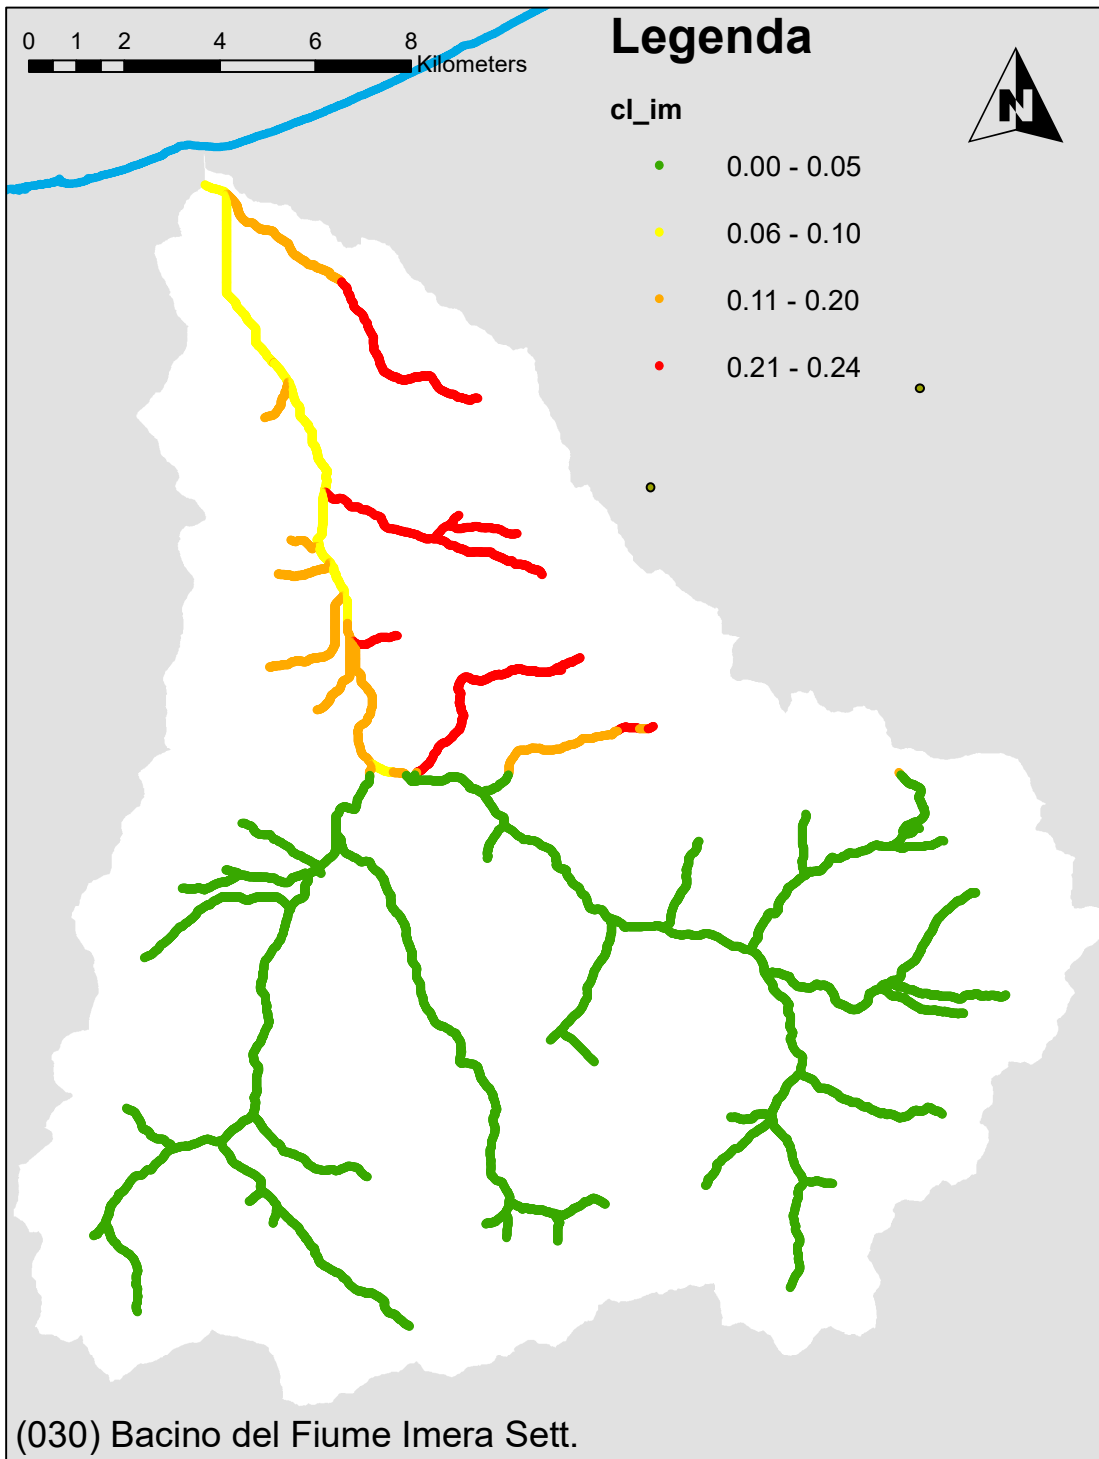 0 1 2 4 6 8
Kilometers
Legenda
N
cl_im
0.00 - 0.05
0.06 - 0.10
0.11 - 0.20
0.21 - 0.24
(030) Bacino del Fiume Imera Sett.